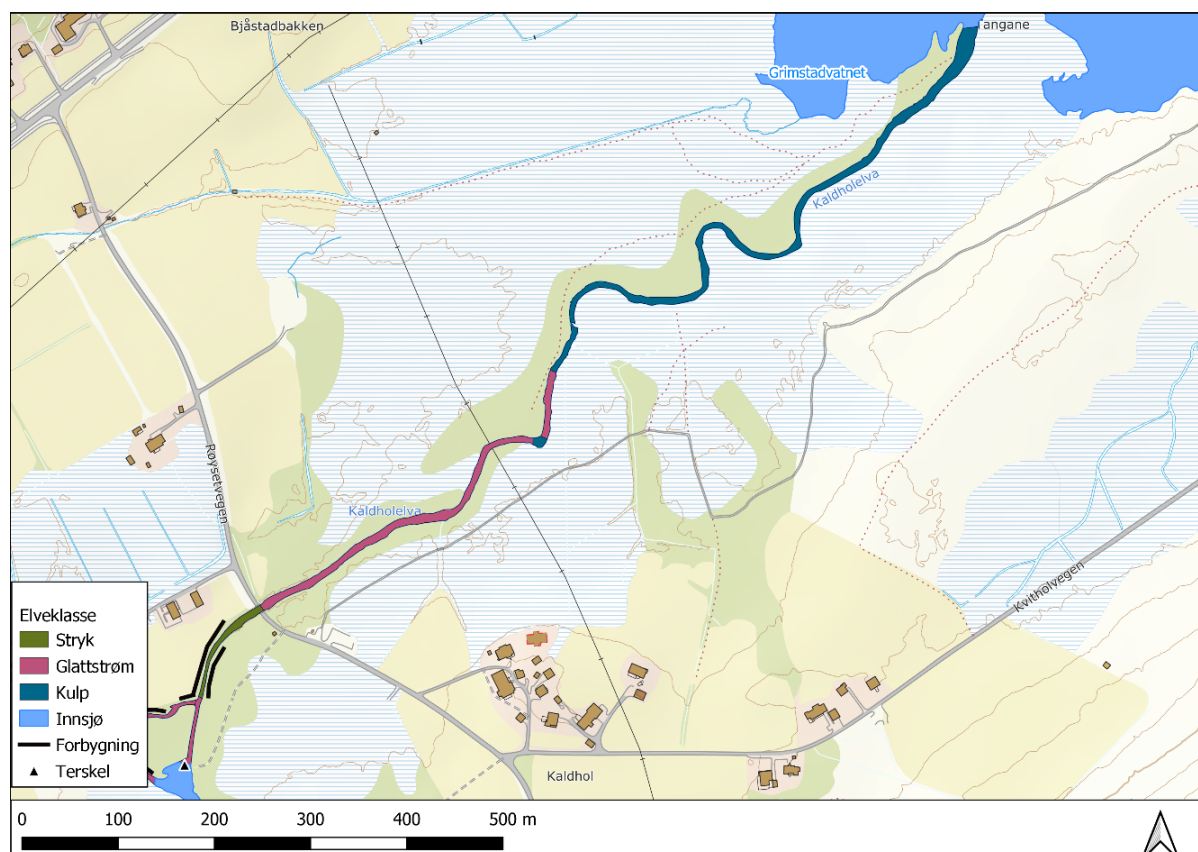 Bjåstadbakken
angane
Grimstadvatnet
Kaldholelva
Røysetvegen
Kaldholelva
Kvitholvegen
Kaldhol
Elveklasse
Stryk
Glattstrøm
Kulp
Innsjø
Forbygning
Terskel
0 100 200 300 400 500 m